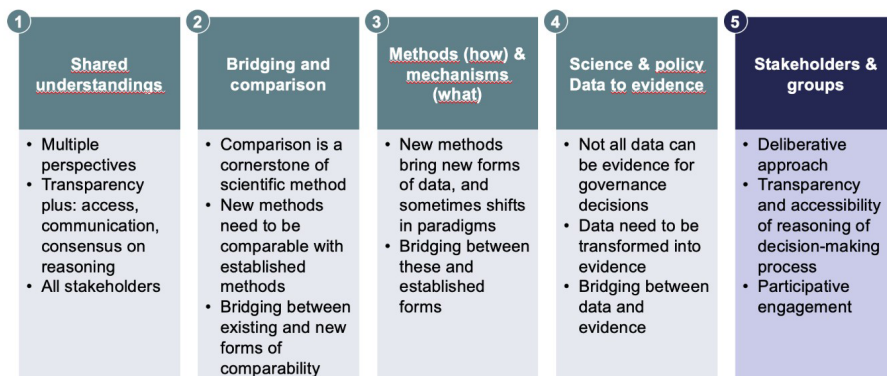 1
Shared
understandings
• Multiple
perspectives
• Transparency
plus: access,
communication,
consensus on
reasoning
• All stakeholders
2
Bridging and
comparison
• Comparison is a
cornerstone of
scientific method
• New methods
need to be
comparable with
established
methods
• Bridging between
existing and new
forms of
comparability
3
Methods (how) &
mechanisms
(what)
• New methods
bring new forms
of data, and
sometimes shifts
in paradigms
• Bridging between
these and
established
forms
4
Science & policy
Data to evidence
• Not all data can
be evidence for
governance
decisions
• Data need to be
transformed into
evidence
• Bridging between
data and
evidence
5
Stakeholders &
groups
• Deliberative
approach
• Transparency
and accessibility
of reasoning of
decision-making
process
• Participative
engagement